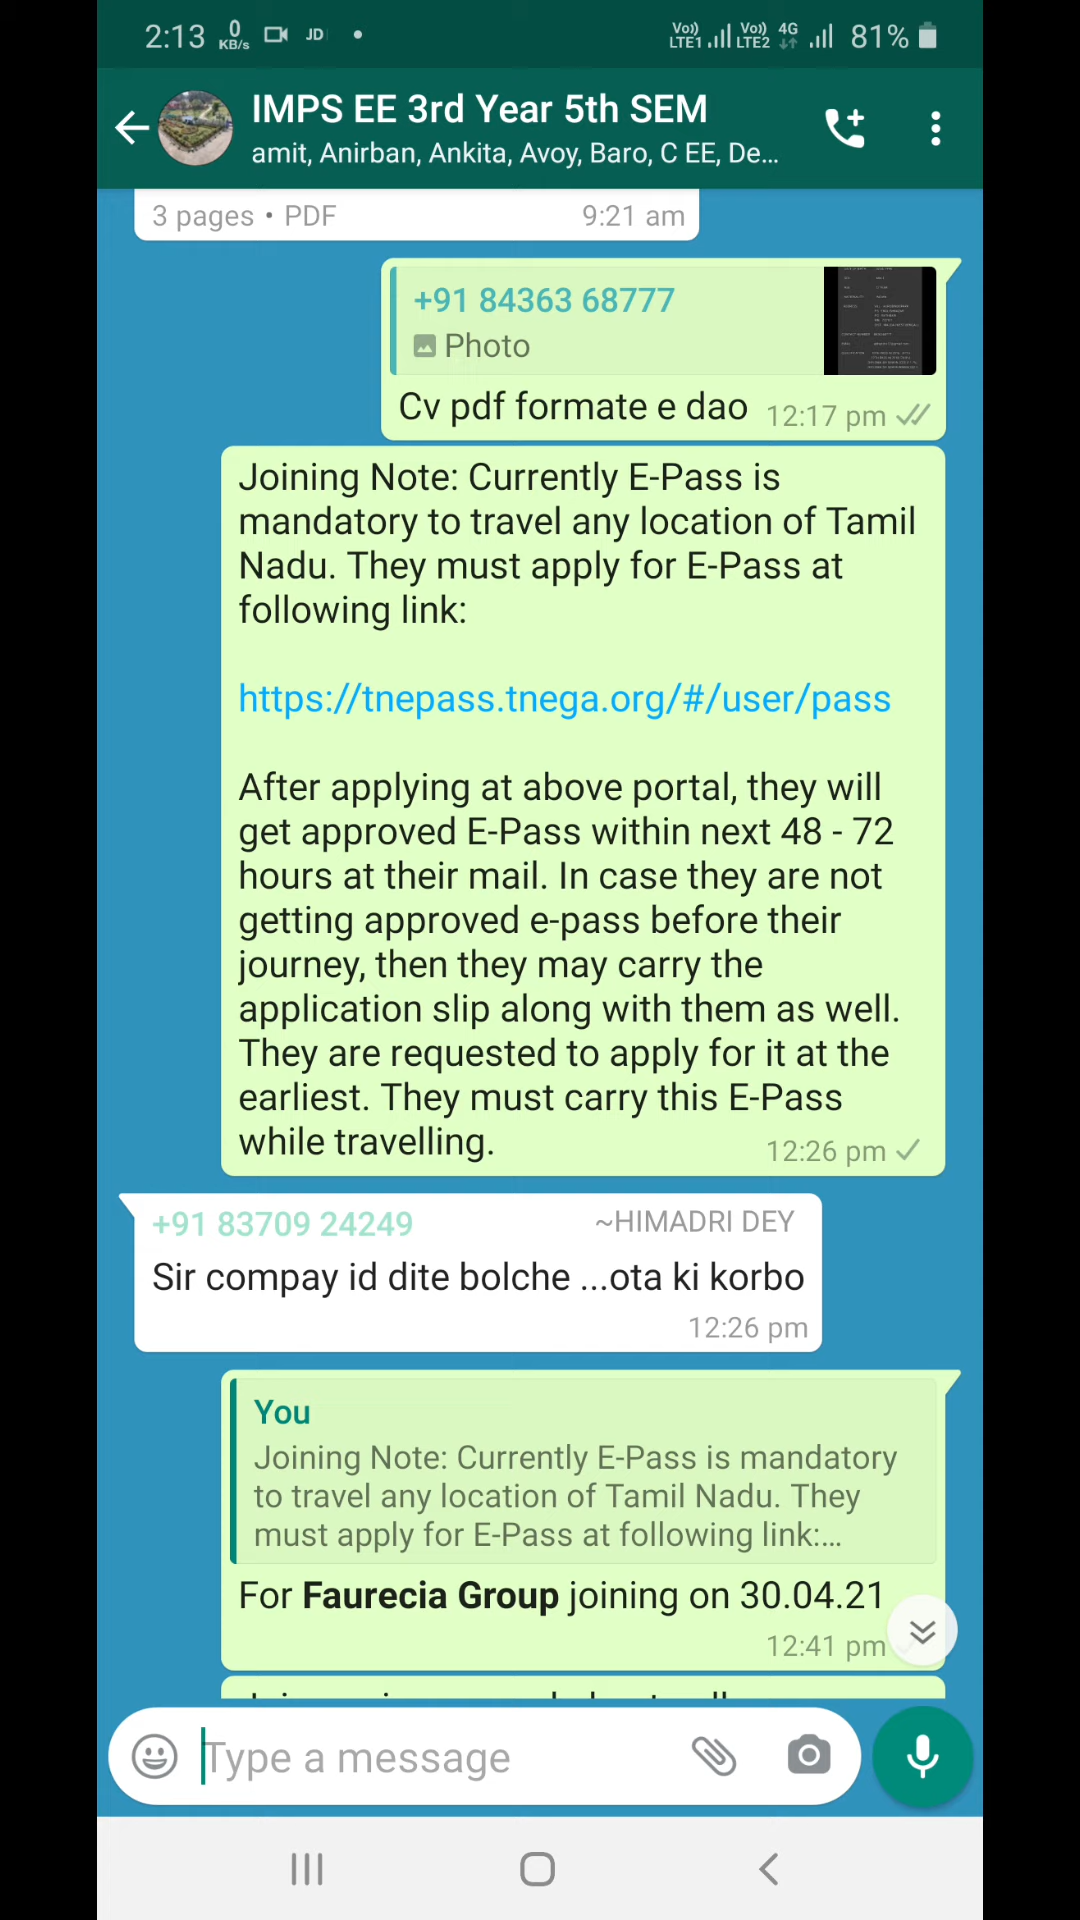 2:13 0 KB/s JD Vo)) LTE1 Vo)) LTE2 4G 81%
IMPS EE 3rd Year 5th SEM
amit, Anirban, Ankita, Avoy, Baro, C EE, De...
3 pages • PDF 9:21 am
+91 84363 68777
Photo
Cv pdf formate e dao 12:17 pm
Joining Note: Currently E-Pass is
mandatory to travel any location of Tamil
Nadu. They must apply for E-Pass at
following link:
https://tnepass.tnega.org/#/user/pass
After applying at above portal, they will
get approved E-Pass within next 48 - 72
hours at their mail. In case they are not
getting approved e-pass before their
journey, then they may carry the
application slip along with them as well.
They are requested to apply for it at the
earliest. They must carry this E-Pass
while travelling. 12:26 pm
+91 83709 24249 ~HIMADRI DEY
Sir compay id dite bolche ...ota ki korbo
12:26 pm
You
Joining Note: Currently E-Pass is mandatory
to travel any location of Tamil Nadu. They
must apply for E-Pass at following link:...
For Faurecia Group joining on 30.04.21
12:41 pm
Type a message